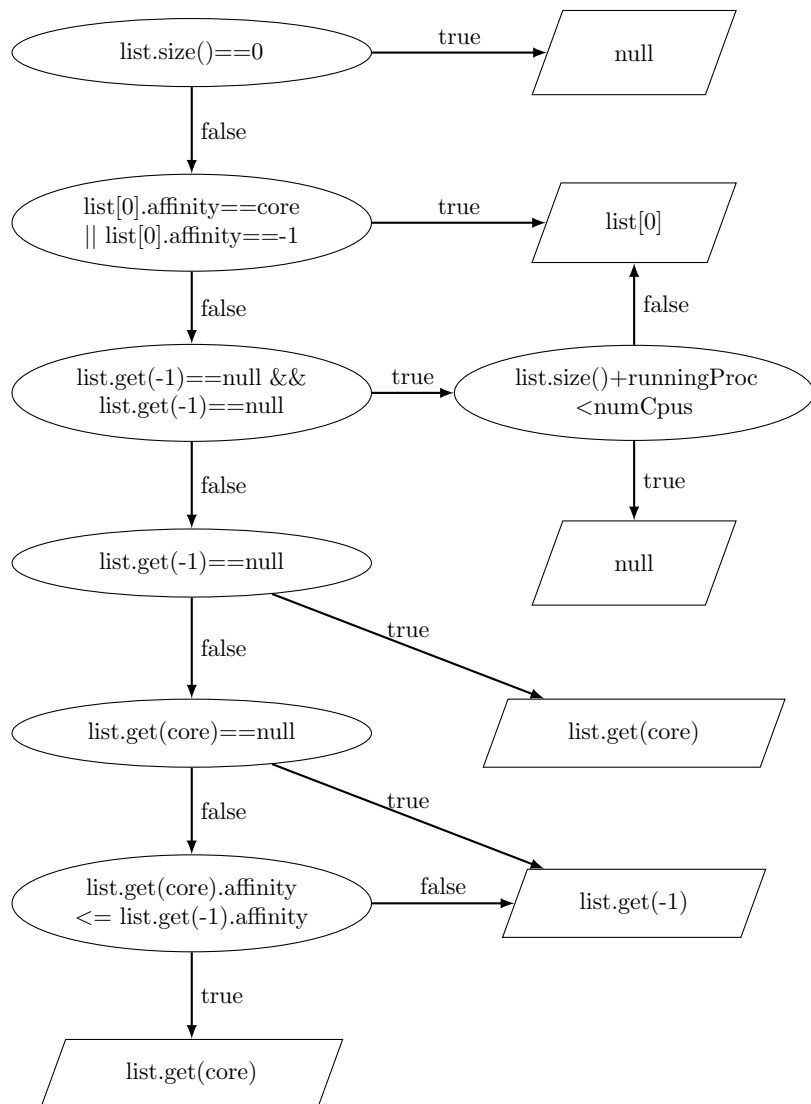 list.size()==0
true
null
false
list[0].affinity==core
|| list[0].affinity==-1
true
list[0]
false
false
list.get(-1)==null &&
list.get(-1)==null
true
list.size()+runningProc
<numCpus
false
true
list.get(-1)==null
null
true
false
list.get(core)==null
list.get(core)
true
false
list.get(core).affinity
<= list.get(-1).affinity
false
list.get(-1)
true
list.get(core)